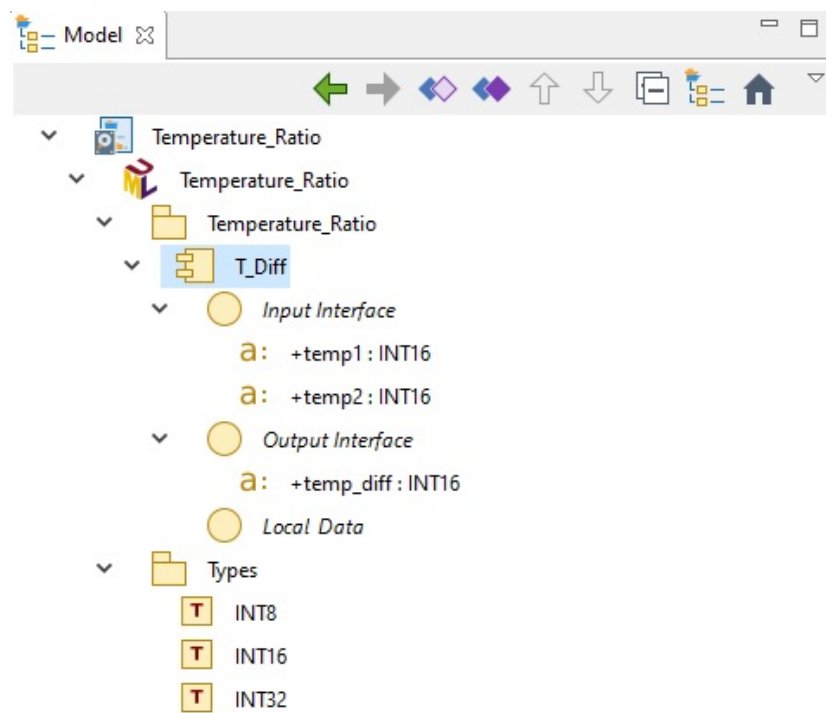 Model
Temperature_Ratio
UML
Temperature_Ratio
Temperature_Ratio
T_Diff
Input Interface
a: +temp1 : INT16
a: +temp2 : INT16
Output Interface
a: +temp_diff : INT16
Local Data
Types
T INT8
T INT16
T INT32